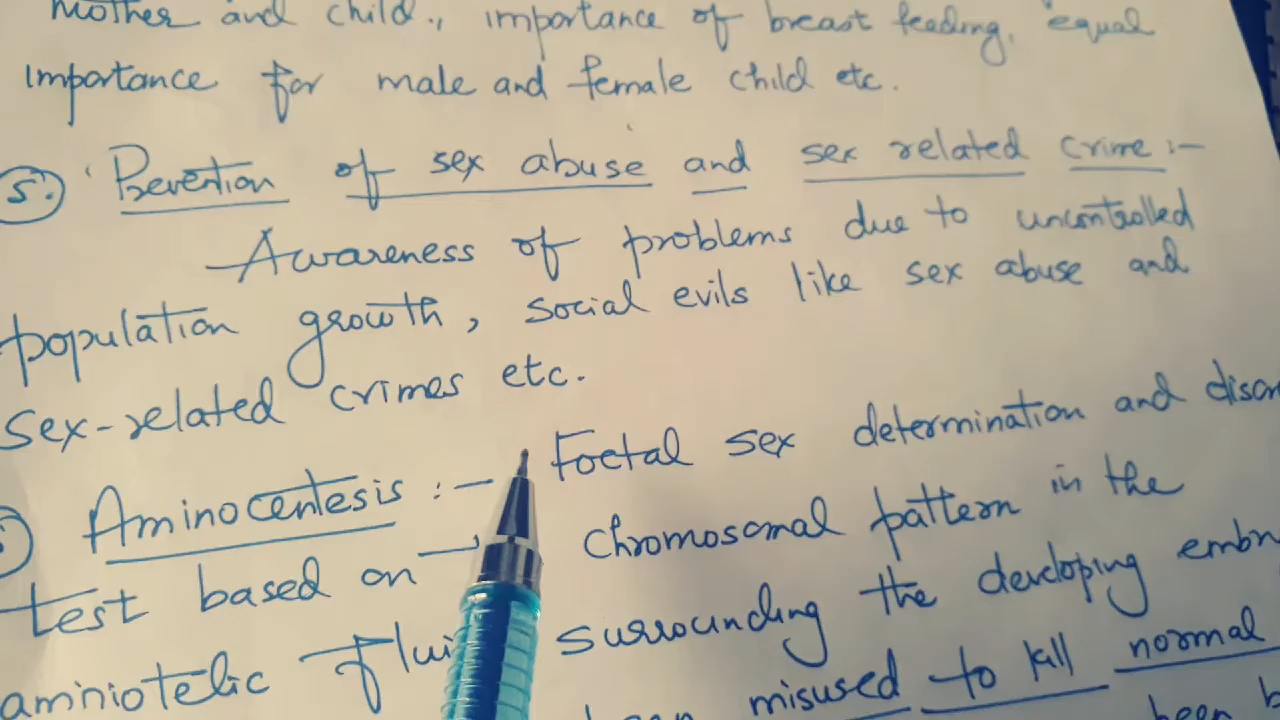 mother and child., importance of breast feeding, equal
importance for male and female child etc.
5. Prevention of sex abuse and sex related crime :-
Awareness of problems due to uncontrolled
population growth, social evils like sex abuse and
sex-related crimes etc.
Aminocentesis :- Foetal sex determination and
test based on chromosomal pattern in the
aminiotelic surrounding the developing
misused to kill normal
been